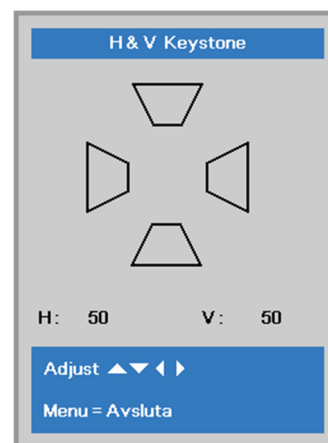 H & V Keystone
H: 50 V: 50
Adjust ▲▼◀▶
Menu = Avsluta